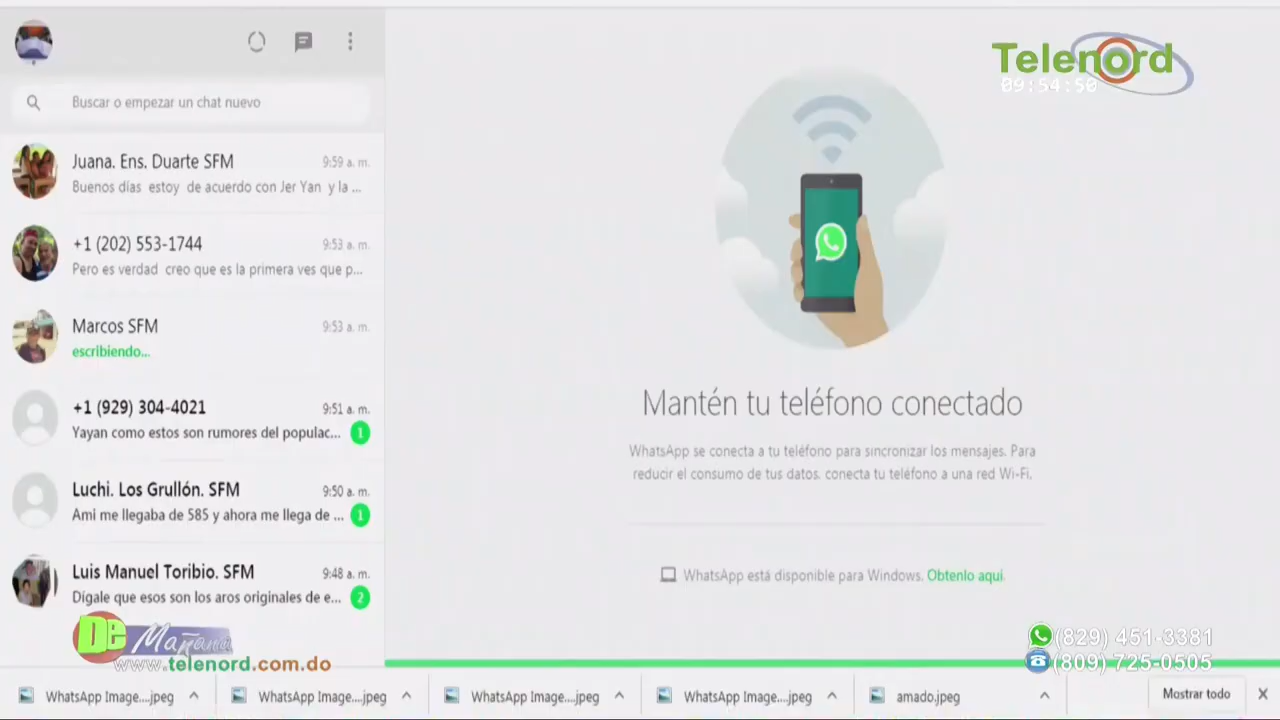 Telenord
09:54:50
Buscar o empezar un chat nuevo
Juana. Ens. Duarte SFM
9:59 a. m.
Buenos días estoy de acuerdo con Jer Yan y la ...
+1 (202) 553-1744
9:53 a. m.
Pero es verdad creo que es la primera ves que p...
Marcos SFM
9:53 a. m.
escribiendo...
+1 (929) 304-4021
9:51 a. m.
Yayan como estos son rumores del populac...
1
Luchi. Los Grullón. SFM
9:50 a. m.
Ami me llegaba de 585 y ahora me llega de ...
1
Luis Manuel Toribio. SFM
9:48 a. m.
Dígale que esos son los aros originales de e...
2
Mantén tu teléfono conectado
WhatsApp se conecta a tu teléfono para sincronizar los mensajes. Para
reducir el consumo de tus datos. conecta tu teléfono a una red Wi-Fi.
WhatsApp está disponible para Windows. Obtenlo aquí.
De Mañana
www.telenord.com.do
(829) 451-3381
(809) 725-0505
WhatsApp Image....jpeg
WhatsApp Image....jpeg
WhatsApp Image....jpeg
WhatsApp Image....jpeg
amado.jpeg
Mostrar todo